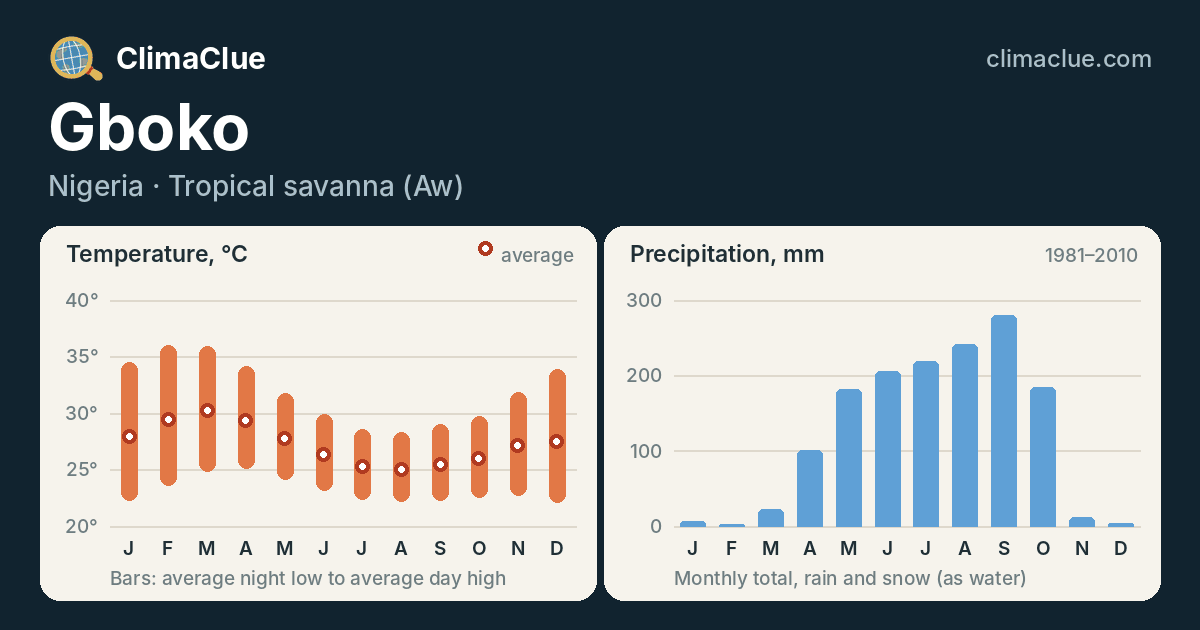 ClimaClue
climaclue.com
Gboko
Nigeria · Tropical savanna (Aw)
Temperature, °C
average
40°
35°
30°
25°
20°
J F M A M J J A S O N D
Bars: average night low to average day high
Precipitation, mm
1981–2010
300
200
100
0
J F M A M J J A S O N D
Monthly total, rain and snow (as water)